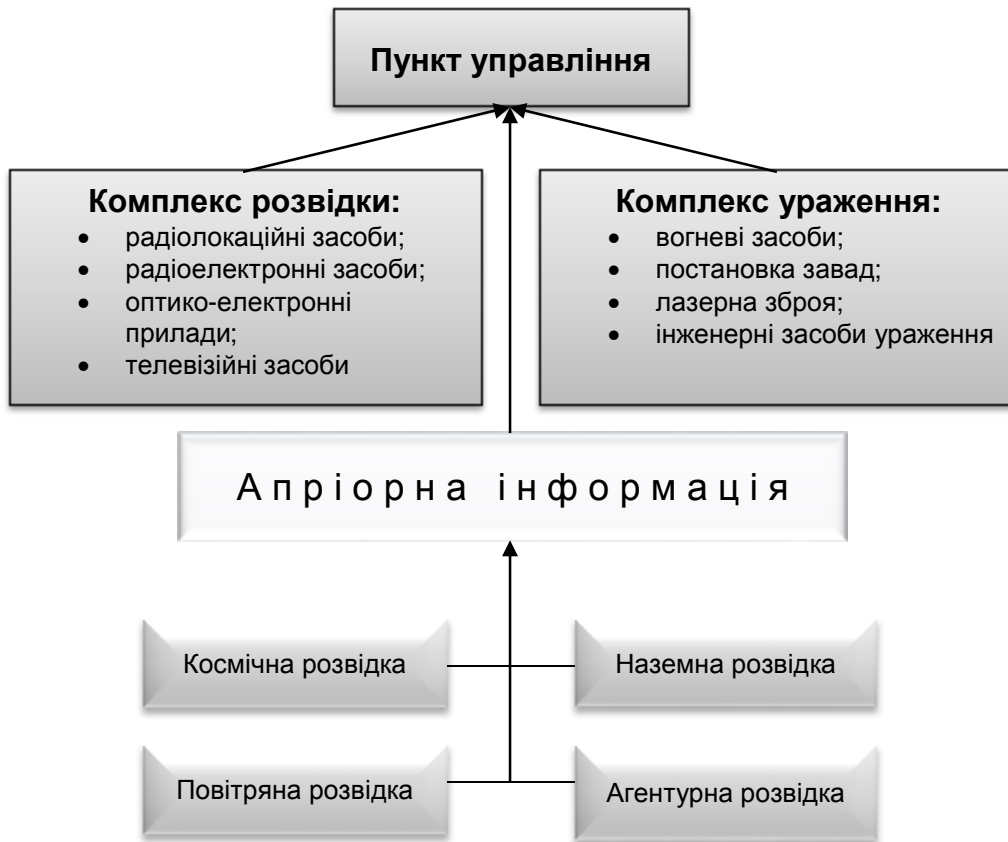 Пункт управління
Комплекс розвідки:
• радіолокаційні засоби;
• радіоелектронні засоби;
• оптико-електронні
прилади;
• телевізійні засоби
Комплекс ураження:
• вогневі засоби;
• постановка завад;
• лазерна зброя;
• інженерні засоби ураження
Апріорна інформація
Космічна розвідка
Наземна розвідка
Повітряна розвідка
Агентурна розвідка